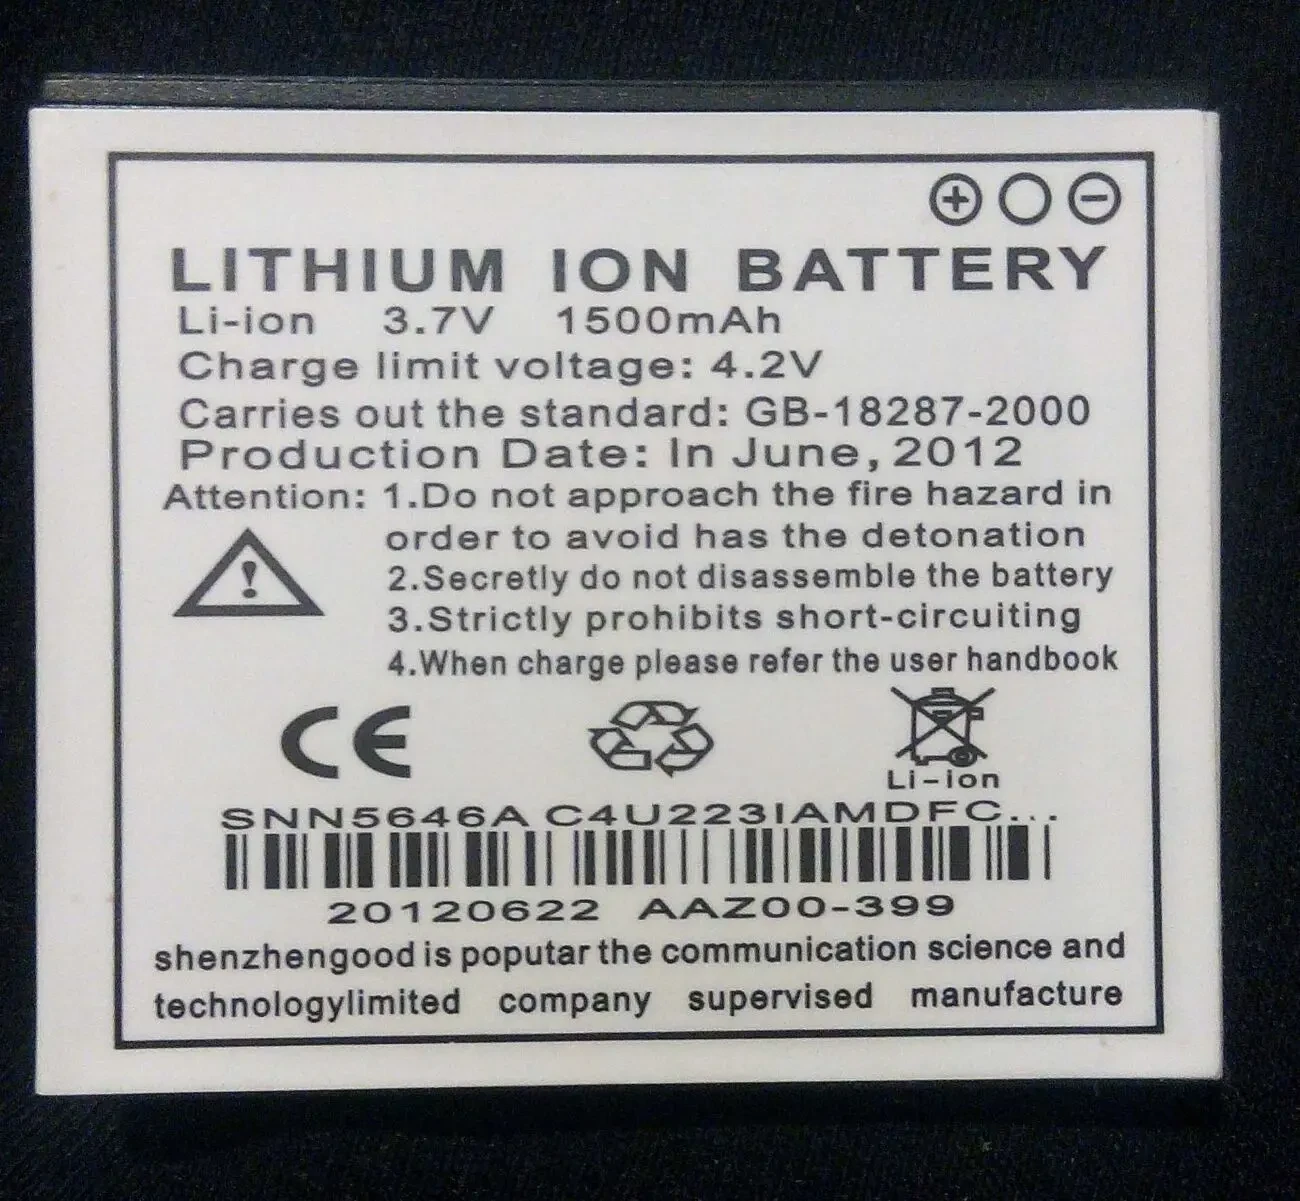 LITHIUM ION BATTERY
Li-ion 3.7V 1500mAh
Charge limit voltage: 4.2V
Carries out the standard: GB-18287-2000
Production Date: In June, 2012
Attention: 1.Do not approach the fire hazard in
order to avoid has the detonation
2.Secretly do not disassemble the battery
3.Strictly prohibits short-circuiting
4.When charge please refer the user handbook
CE
Li-ion
SNN5646A C4U223IAMDFC...
20120622 AAZ00-399
shenzhengood is poputar the communication science and
technologylimited company supervised manufacture